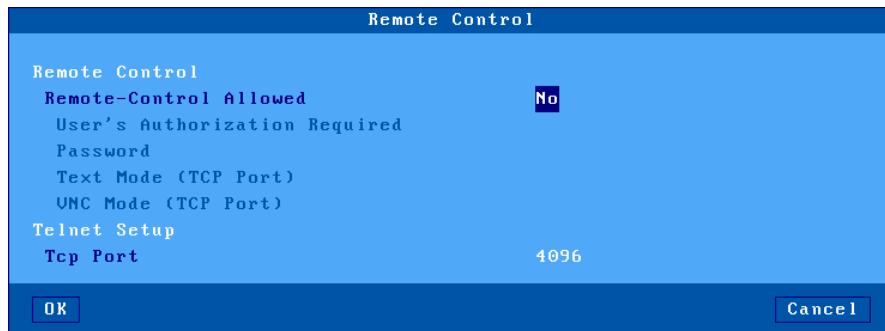 Remote Control
Remote Control
Remote-Control Allowed No
User's Authorization Required
Password
Text Mode (TCP Port)
VNC Mode (TCP Port)
Telnet Setup
Tcp Port 4096
OK Cancel